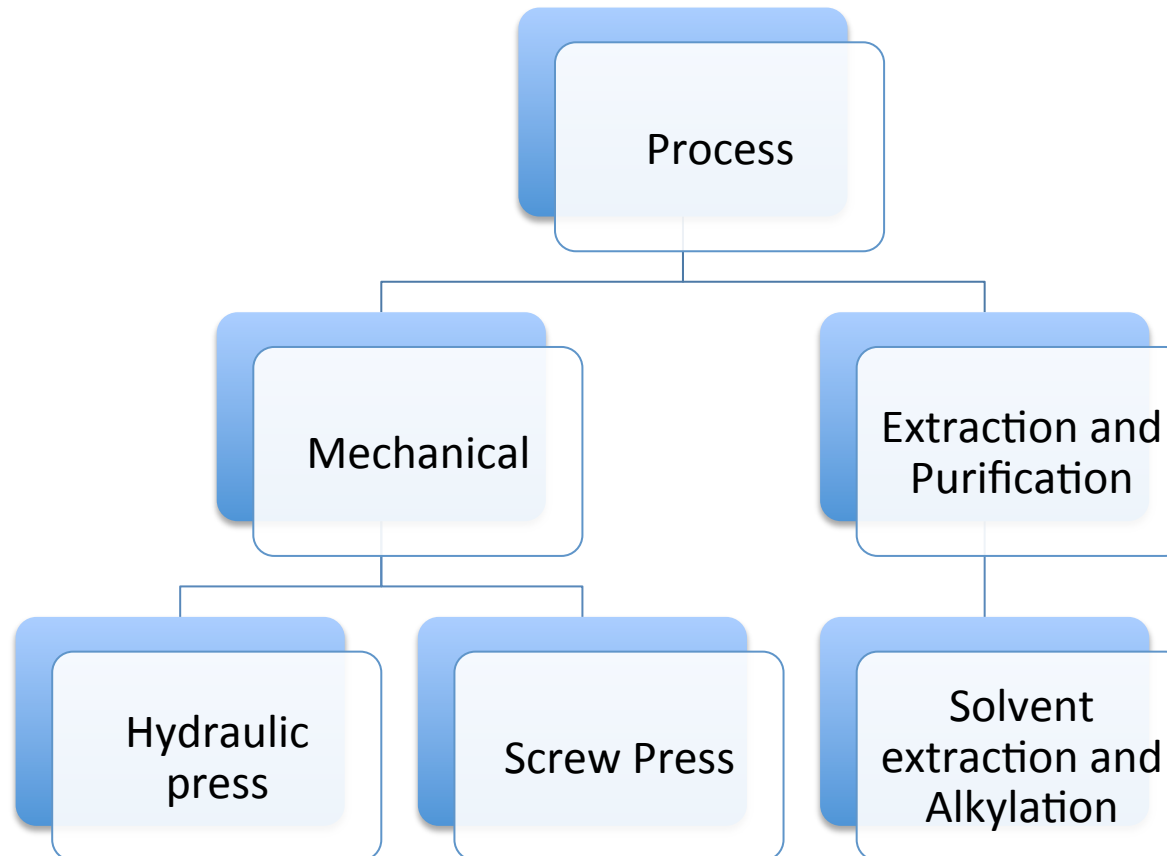 Process
Mechanical
Extraction and
Purification
Hydraulic
press
Screw Press
Solvent
extraction and
Alkylation